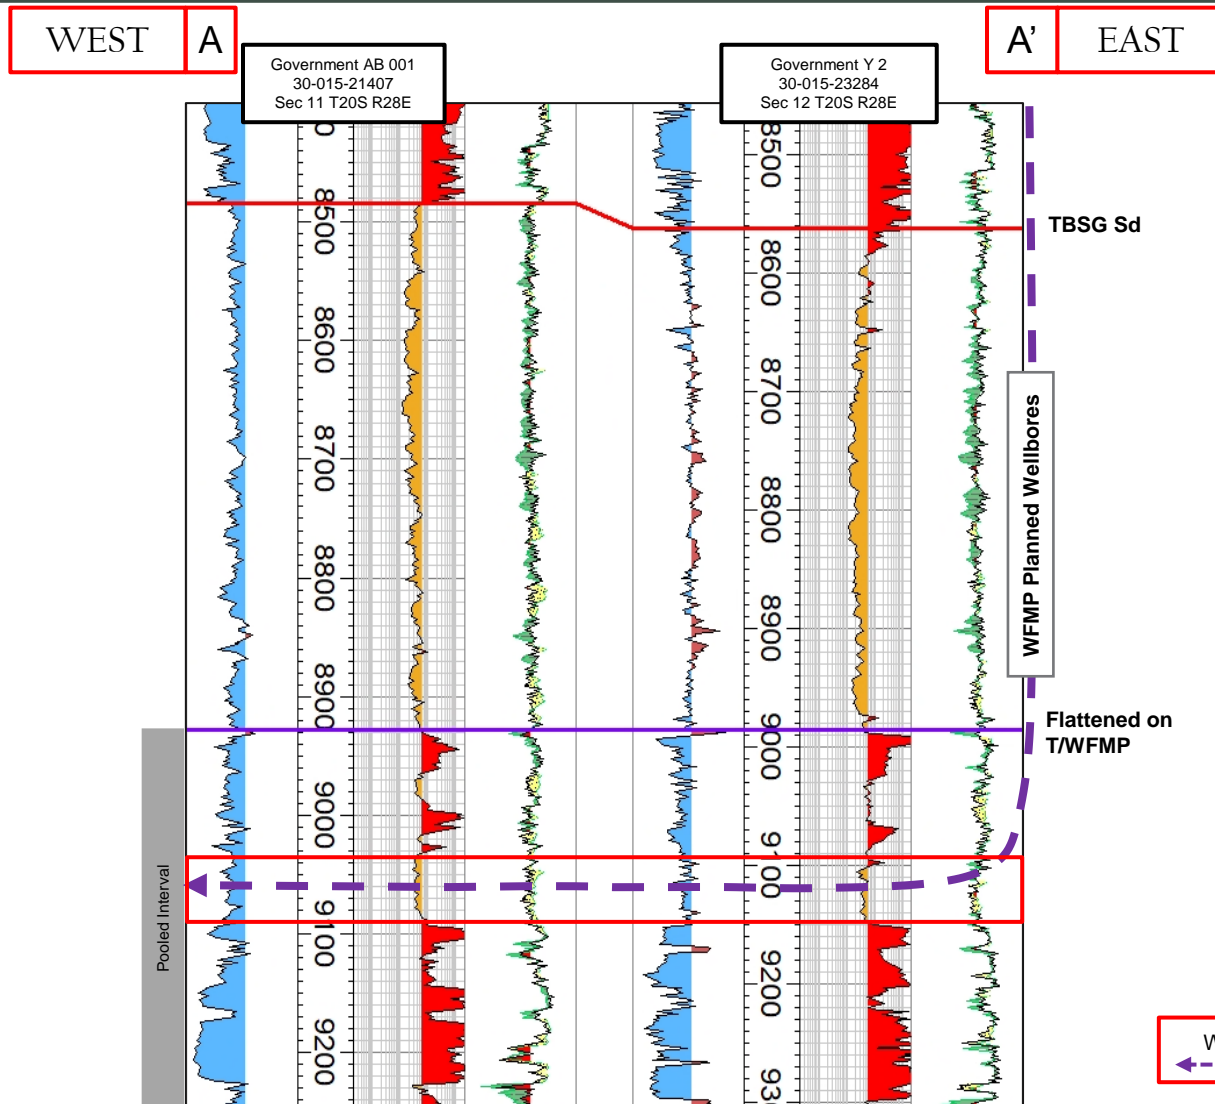 WEST A
A' EAST
Government AB 001
30-015-21407
Sec 11 T20S R28E
Government Y 2
30-015-23284
Sec 12 T20S R28E
TBSG Sd
WFMP Planned Wellbores
Flattened on
T/WFMP
Pooled Interval
8500
8600
8700
8800
8900
9000
9100
9200
8500
8600
8700
8800
8900
9000
9100
9200
W